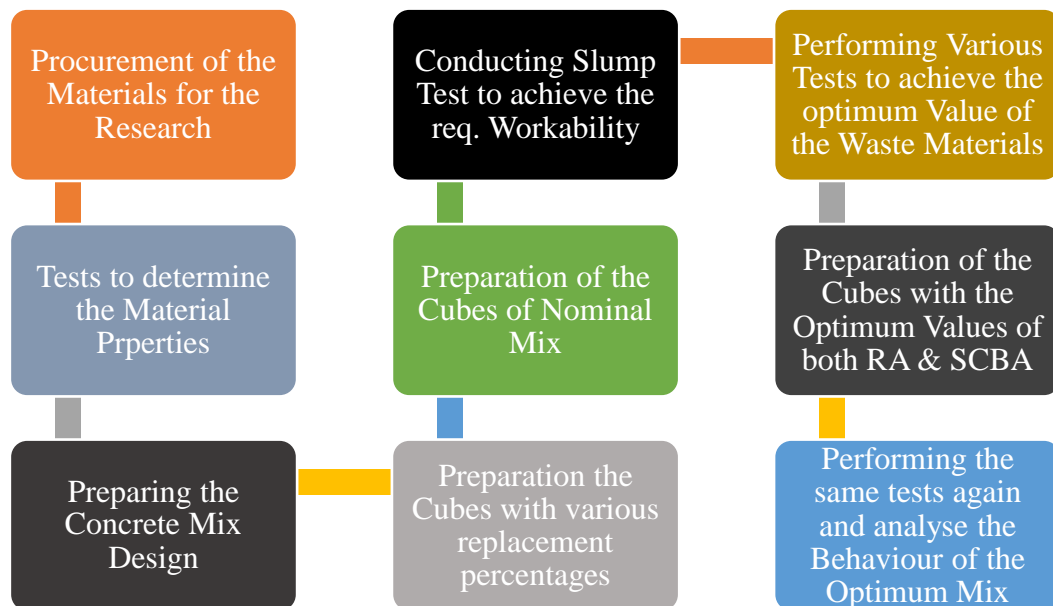 Procurement of the
Materials for the
Research
Tests to determine
the Material
Prperties
Preparing the
Concrete Mix
Design
Preparation the
Cubes with various
replacement
percentages
Preparation of the
Cubes of Nominal
Mix
Conducting Slump
Test to achieve the
req. Workability
Performing Various
Tests to achieve the
optimum Value of
the Waste Materials
Preparation of the
Cubes with the
Optimum Values of
both RA & SCBA
Performing the
same tests again
and analyse the
Behaviour of the
Optimum Mix